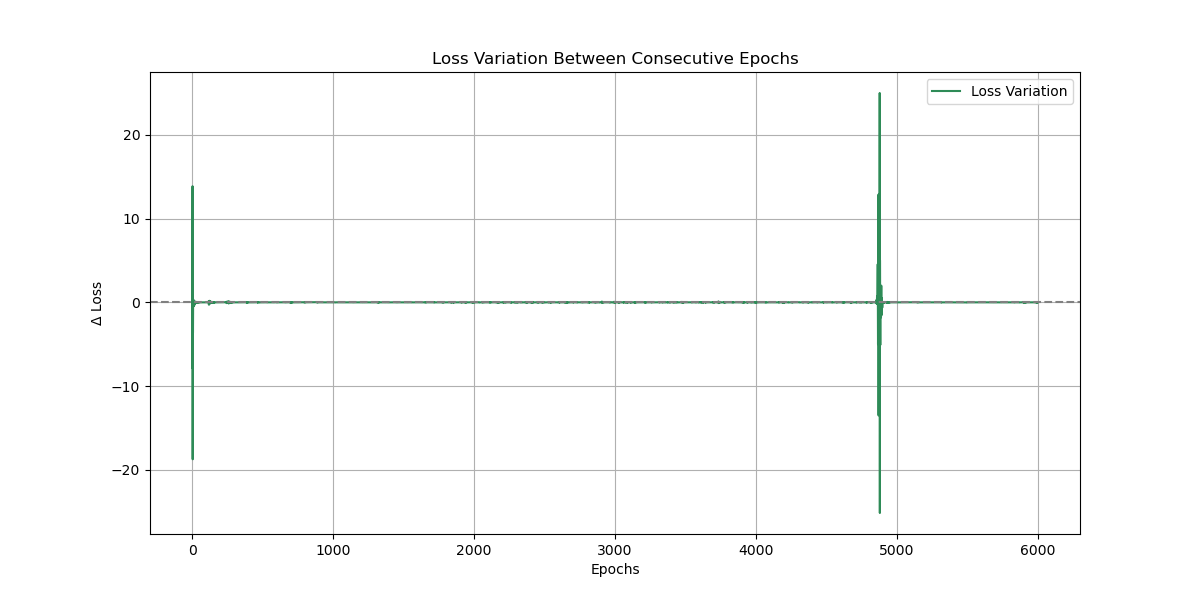 Loss Variation Between Consecutive Epochs
Loss Variation
Δ Loss
20
10
0
−10
−20
0 1000 2000 3000 4000 5000 6000
Epochs